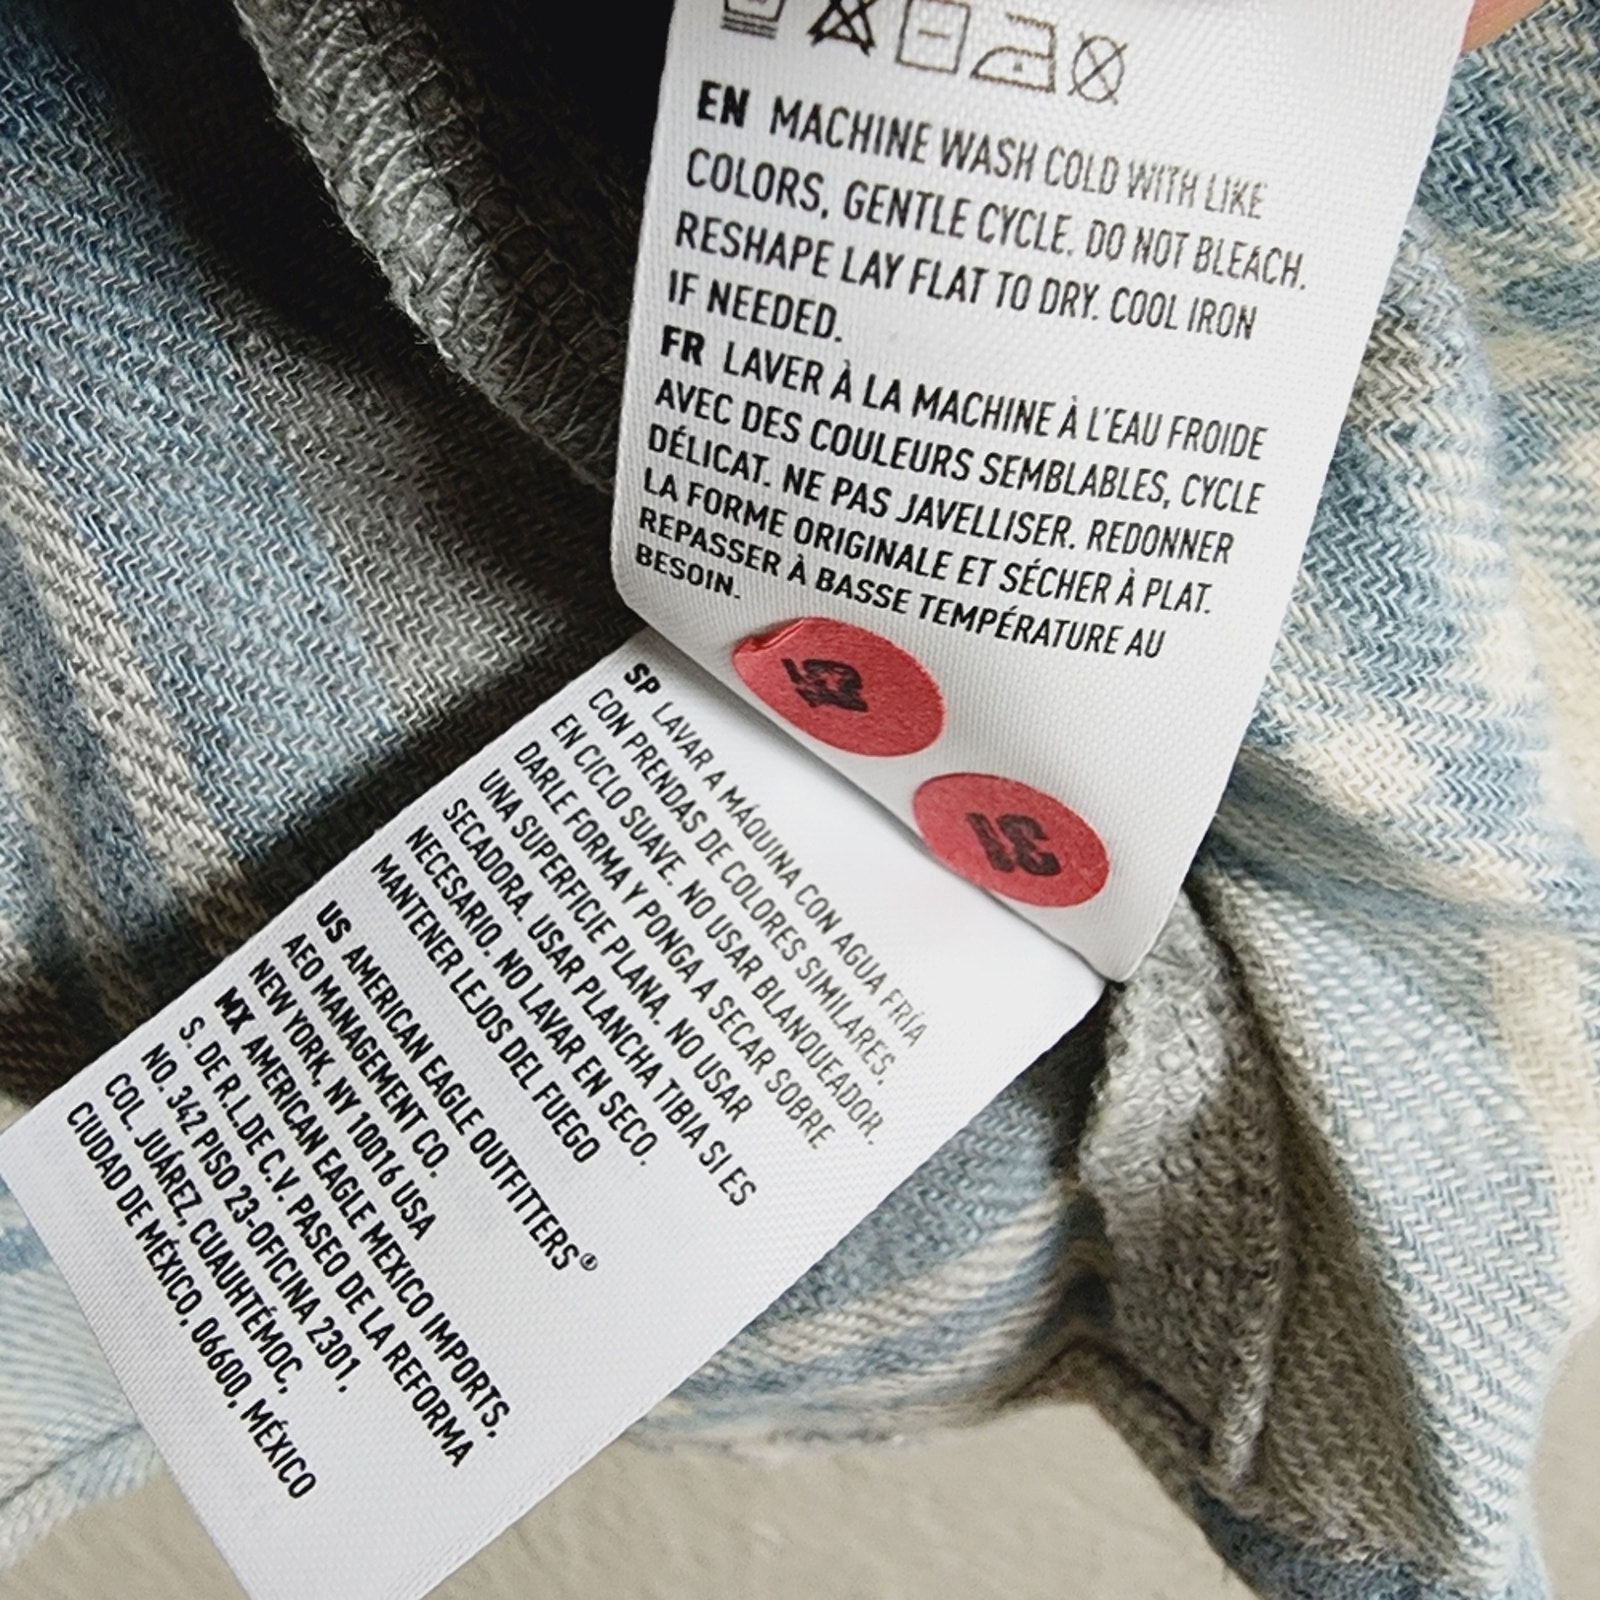 EN MACHINE WASH COLD WITH LIKE
COLORS, GENTLE CYCLE. DO NOT BLEACH.
RESHAPE LAY FLAT TO DRY. COOL IRON
IF NEEDED.
FR LAVER À LA MACHINE À L'EAU FROIDE
AVEC DES COULEURS SEMBLABLES, CYCLE
DÉLICAT. NE PAS JAVELLISER. REDONNER
LA FORME ORIGINALE ET SÉCHER À PLAT.
REPASSER À BASSE TEMPÉRATURE AU
BESOIN.
31
SP LAVAR A MÁQUINA CON AGUA FRÍA
CON PRENDAS DE COLORES SIMILARES,
EN CICLO SUAVE. NO USAR BLANQUEADOR.
DARLE FORMA Y PONGA A SECAR SOBRE
UNA SUPERFICIE PLANA. NO USAR
SECADORA. USAR PLANCHA TIBIA SI ES
NECESARIO. NO LAVAR EN SECO.
MANTENER LEJOS DEL FUEGO
US AMERICAN EAGLE OUTFITTERS®
AEO MANAGEMENT CO.
NEW YORK, NY 10016 USA
MX AMERICAN EAGLE MEXICO IMPORTS,
S. DE R.L.DE C.V. PASEO DE LA REFORMA
NO. 342 PISO 23-OFICINA 2301,
COL. JUÁREZ, CUAUHTÉMOC,
CIUDAD DE MÉXICO, 06600, MÉXICO